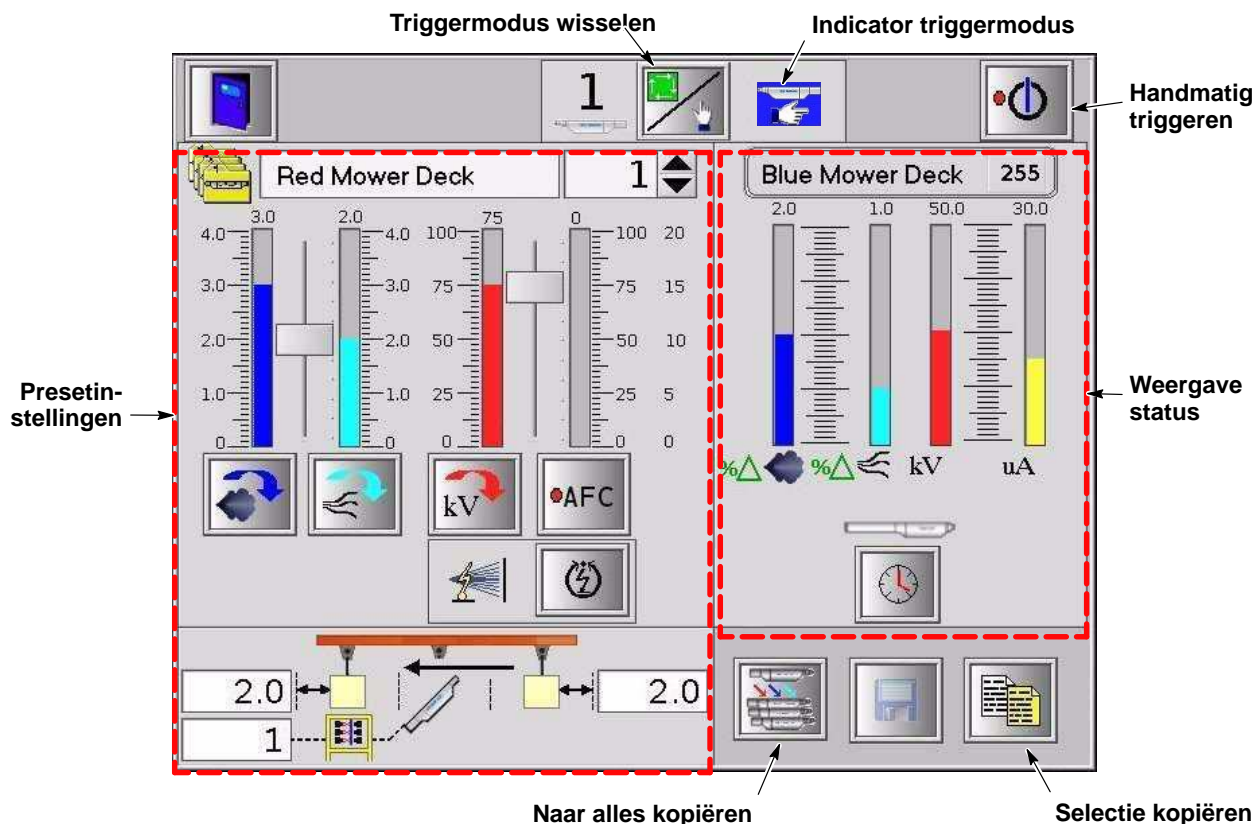 Triggermodus wisselen
Indicator triggermodus
Handmatig
triggeren
1
Red Mower Deck
1
Blue Mower Deck
255
3.0 2.0 75 0
2.0 1.0 50.0 30.0
4.0 4.0 100 100 20
3.0 3.0 75 75 15
2.0 2.0 50 50 10
1.0 1.0 25 25 5
0 0 0 0 0
Presetin-
stellingen
Weergave
status
%△ %△ kV uA
kV
AFC
2.0
2.0
1
Naar alles kopiëren
Selectie kopiëren